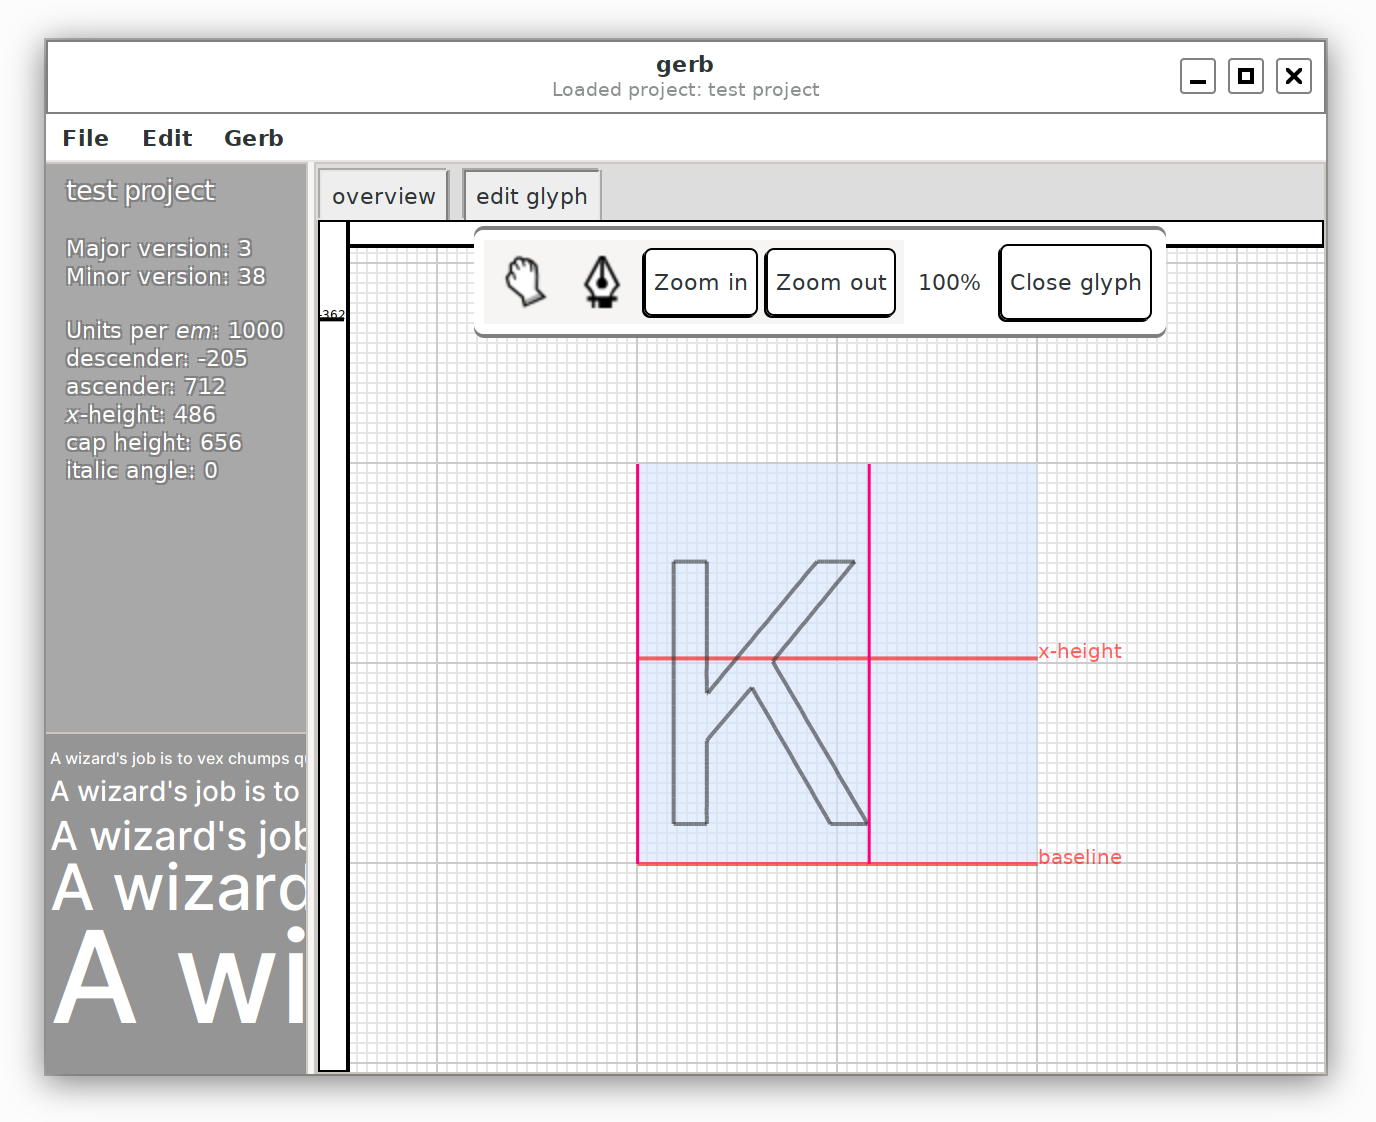 gerb
Loaded project: test project
File Edit Gerb
test project
Major version: 3
Minor version: 38
Units per em: 1000
descender: -205
ascender: 712
x-height: 486
cap height: 656
italic angle: 0
A wizard's job is to vex chumps
A wizard's job is to
A wizard's job
A wizard
A wi
overview edit glyph
Zoom in Zoom out 100% Close glyph
-362
K
x-height
baseline